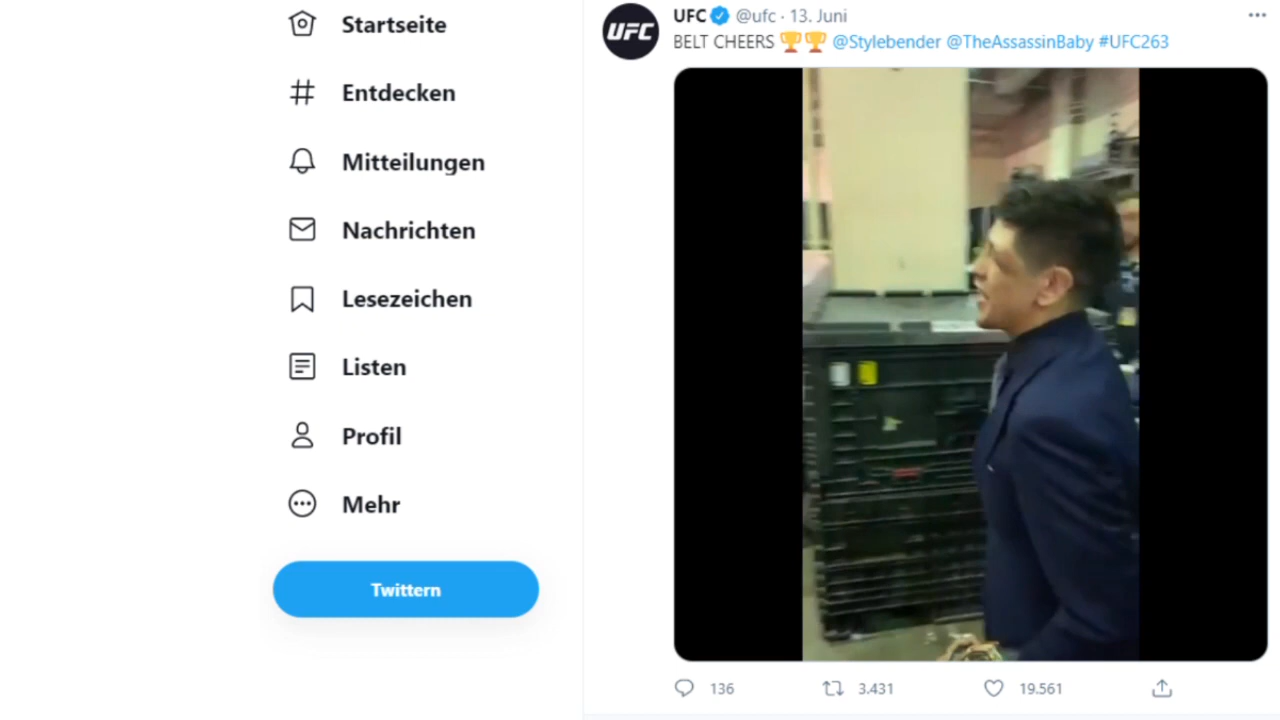 Startseite
Entdecken
Mitteilungen
Nachrichten
Lesezeichen
Listen
Profil
Mehr
Twittern
UFC
UFC @ufc · 13. Juni
BELT CHEERS 🏆🏆 @Stylebender @TheAssassinBaby #UFC263
136 3.431 19.561